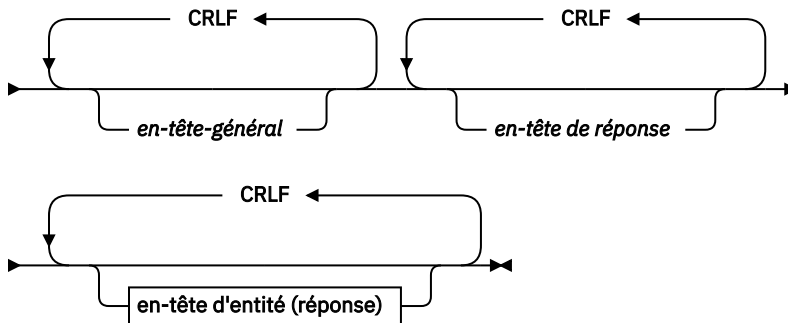 CRLF CRLF
en-tête-général en-tête de réponse
CRLF
en-tête d'entité (réponse)